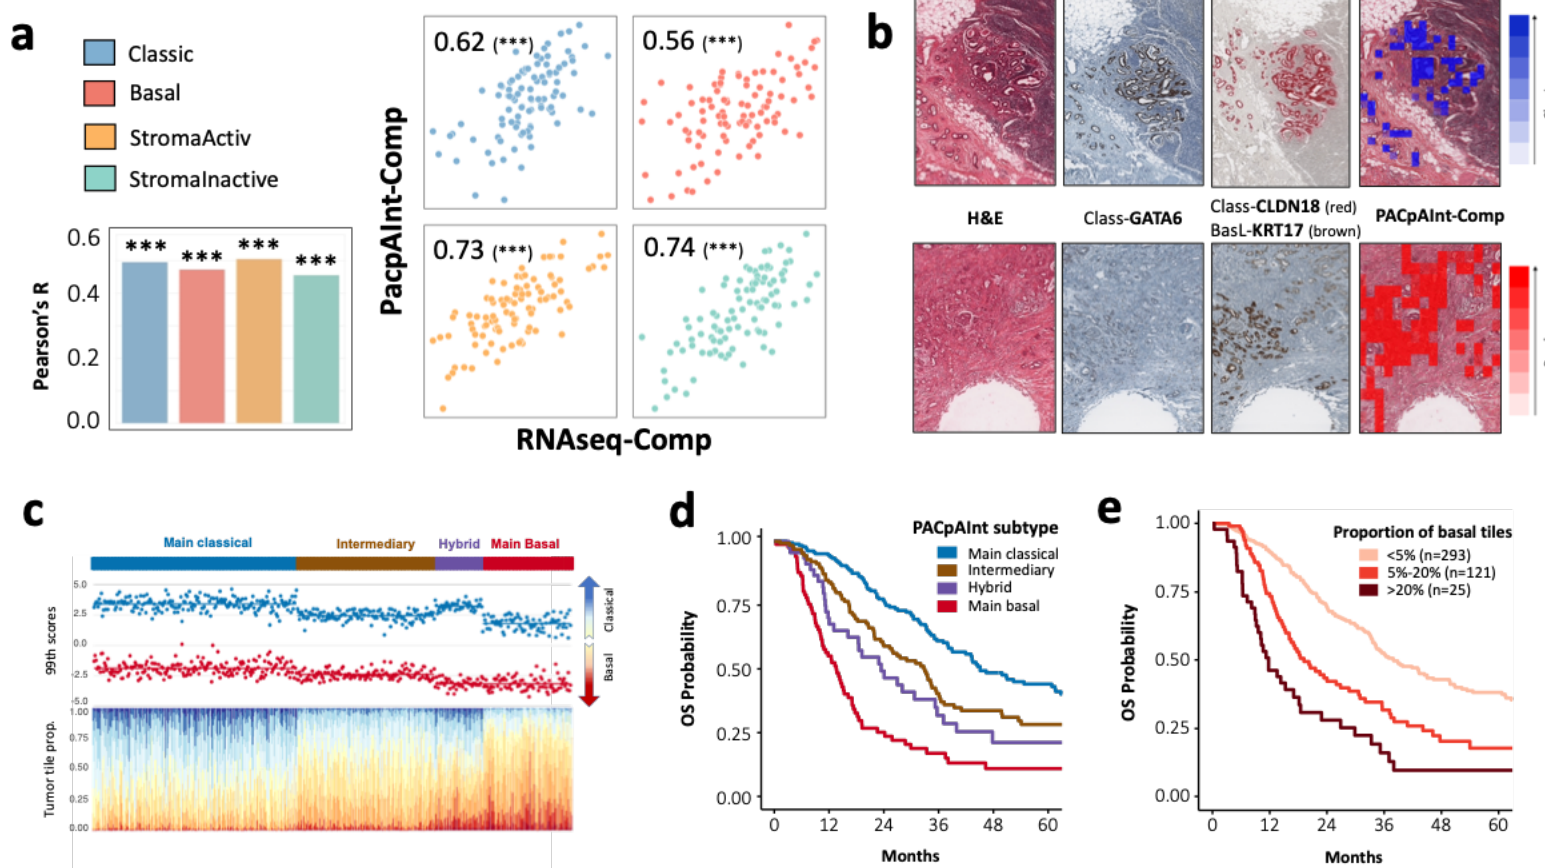 a
Classic
Basal
StromaActiv
StromaInactive
Pearson's R
0.6
0.4
0.2
0.0
***
***
***
***
PacpAInt-Comp
0.62 (***)
0.56 (***)
0.73 (***)
0.74 (***)
RNAseq-Comp
b
H&E
Class-GATA6
Class-CLDN18 (red)
BasL-KRT17 (brown)
PACpAInt-Comp
c
Main classical
Intermediary
Hybrid
Main Basal
99th scores
5.0
2.5
0.0
-2.5
-5.0
Classical
Basal
Tumor tile prop.
1.00
0.75
0.50
0.25
0.00
d
PACpAInt subtype
Main classical
Intermediary
Hybrid
Main basal
OS Probability
1.00
0.75
0.50
0.25
0.00
0 12 24 36 48 60
Months
e
Proportion of basal tiles
<5% (n=293)
5%-20% (n=121)
>20% (n=25)
OS Probability
1.00
0.75
0.50
0.25
0.00
0 12 24 36 48 60
Months